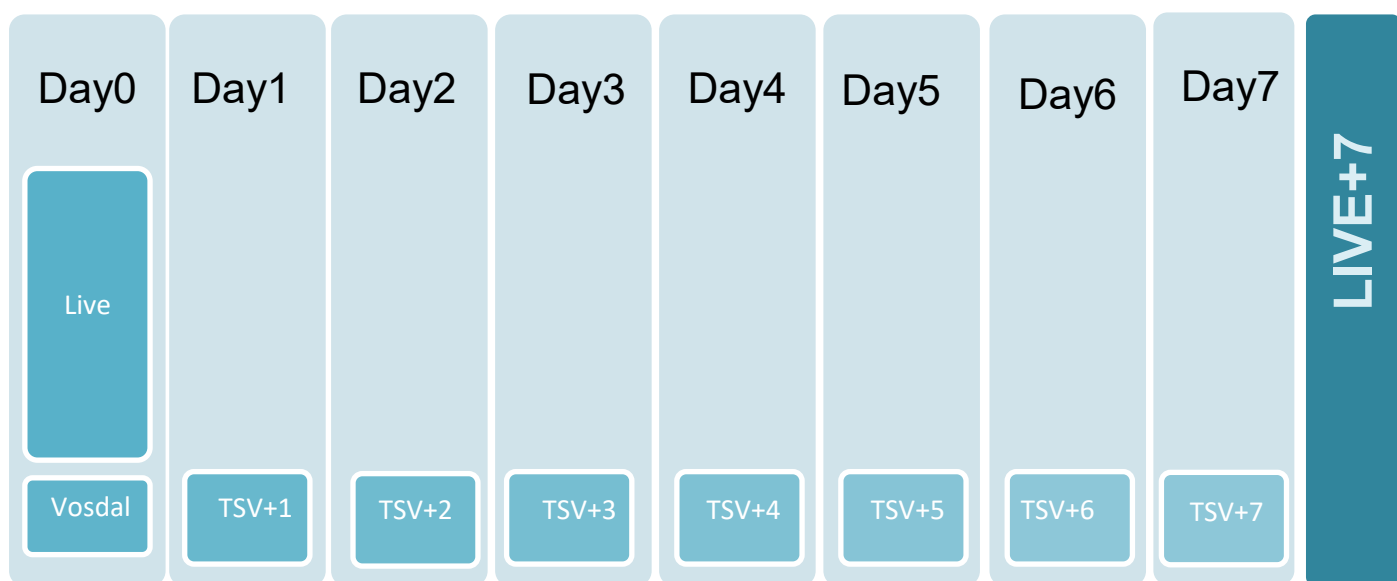 Day0
Day1
Day2
Day3
Day4
Day5
Day6
Day7
LIVE+7
Live
Vosdal
TSV+1
TSV+2
TSV+3
TSV+4
TSV+5
TSV+6
TSV+7